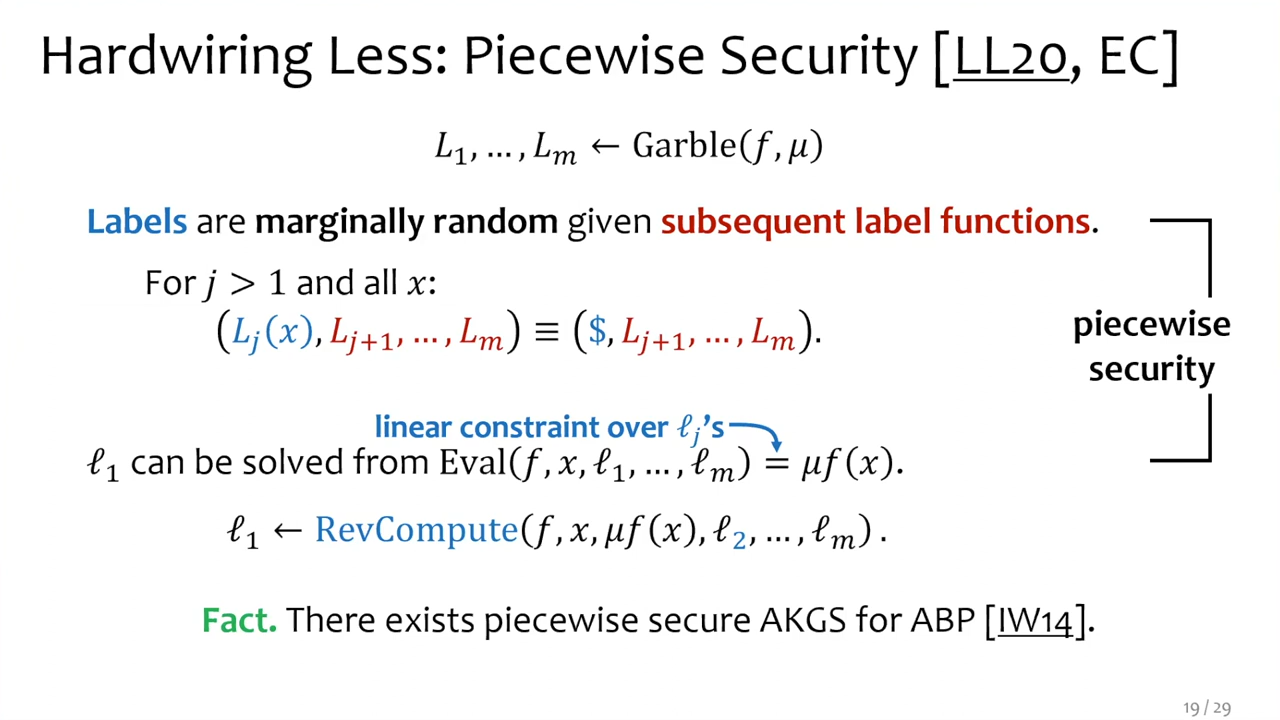 Hardwiring Less: Piecewise Security [LL20, EC]
L₁, … , Lₘ ← Garble(f, μ)
Labels are marginally random given subsequent label functions.
For j > 1 and all x:
(Lⱼ(x), Lⱼ₊₁, … , Lₘ) ≡ ($, Lⱼ₊₁, … , Lₘ).
piecewise
security
linear constraint over ℓⱼ's
ℓ₁ can be solved from Eval(f, x, ℓ₁, … , ℓₘ) = μf(x).
ℓ₁ ← RevCompute(f, x, μf(x), ℓ₂, … , ℓₘ) .
Fact. There exists piecewise secure AKGS for ABP [IW14].
19 / 29